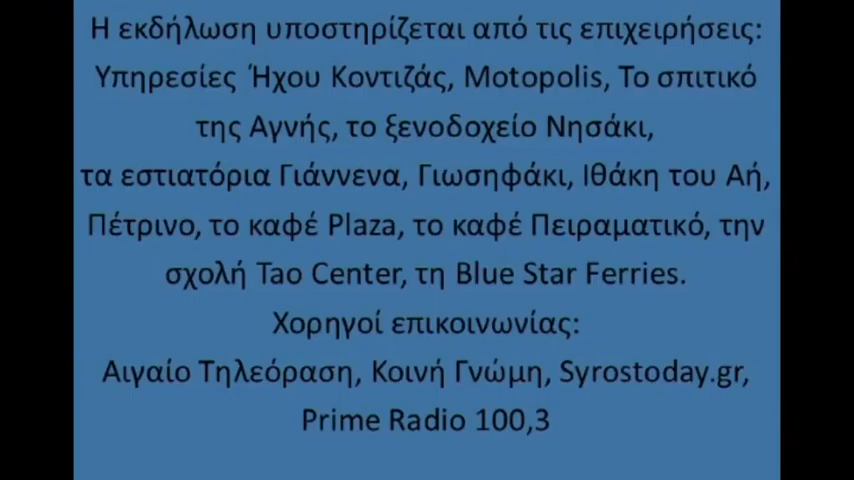 Η εκδήλωση υποστηρίζεται από τις επιχειρήσεις:
Υπηρεσίες Ήχου Κοντιζάς, Motopolis, Το σπιτικό
της Αγνής, το ξενοδοχείο Νησάκι,
τα εστιατόρια Γιάννενα, Γιωσηφάκι, Ιθάκη του Αή,
Πέτρινο, το καφέ Plaza, το καφέ Πειραματικό, την
σχολή Tao Center, τη Blue Star Ferries.
Χορηγοί επικοινωνίας:
Αιγαίο Τηλεόραση, Κοινή Γνώμη, Syrostoday.gr,
Prime Radio 100,3